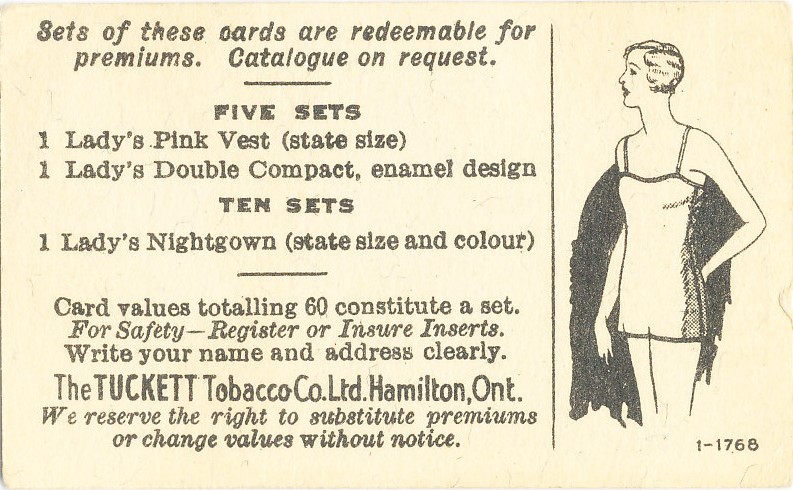 Sets of these cards are redeemable for
premiums. Catalogue on request.
FIVE SETS
1 Lady's Pink Vest (state size)
1 Lady's Double Compact, enamel design
TEN SETS
1 Lady's Nightgown (state size and colour)
Card values totalling 60 constitute a set.
For Safety—Register or Insure Inserts.
Write your name and address clearly.
The TUCKETT Tobacco Co. Ltd. Hamilton, Ont.
We reserve the right to substitute premiums
or change values without notice.
1-1768